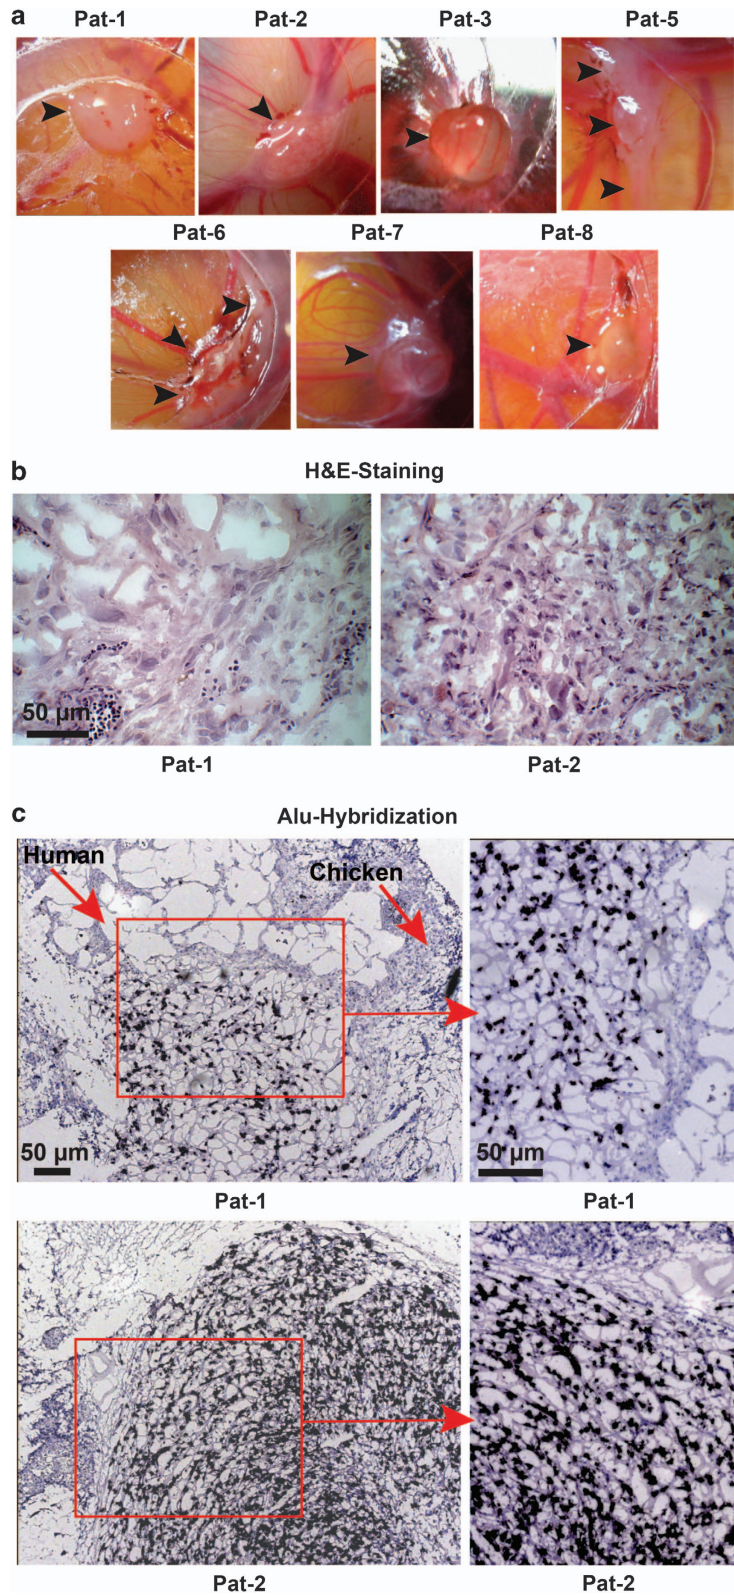 a
Pat-1 Pat-2 Pat-3 Pat-5
Pat-6 Pat-7 Pat-8
b
H&E-Staining
50 µm
Pat-1 Pat-2
c
Alu-Hybridization
Human
Chicken
50 µm 50 µm
Pat-1 Pat-1
Pat-2 Pat-2